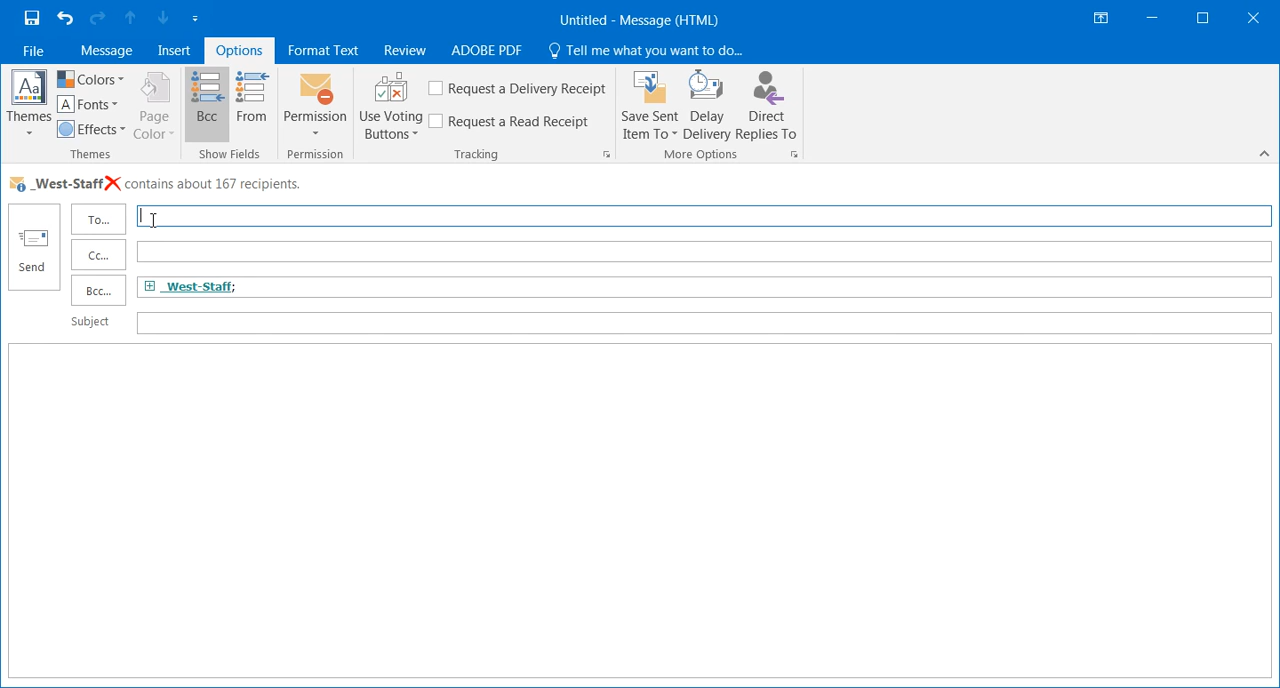 Untitled - Message (HTML)
File Message Insert Options Format Text Review ADOBE PDF Tell me what you want to do...
Aa Themes
Colors
A Fonts
Effects
Page Color
Themes
Bcc
From
Show Fields
Permission
Permission
Use Voting Buttons
Request a Delivery Receipt
Request a Read Receipt
Tracking
Save Sent Item To
Delay Delivery
Direct Replies To
More Options
_West-Staff contains about 167 recipients.
Send
To...
Cc...
Bcc... _West-Staff;
Subject